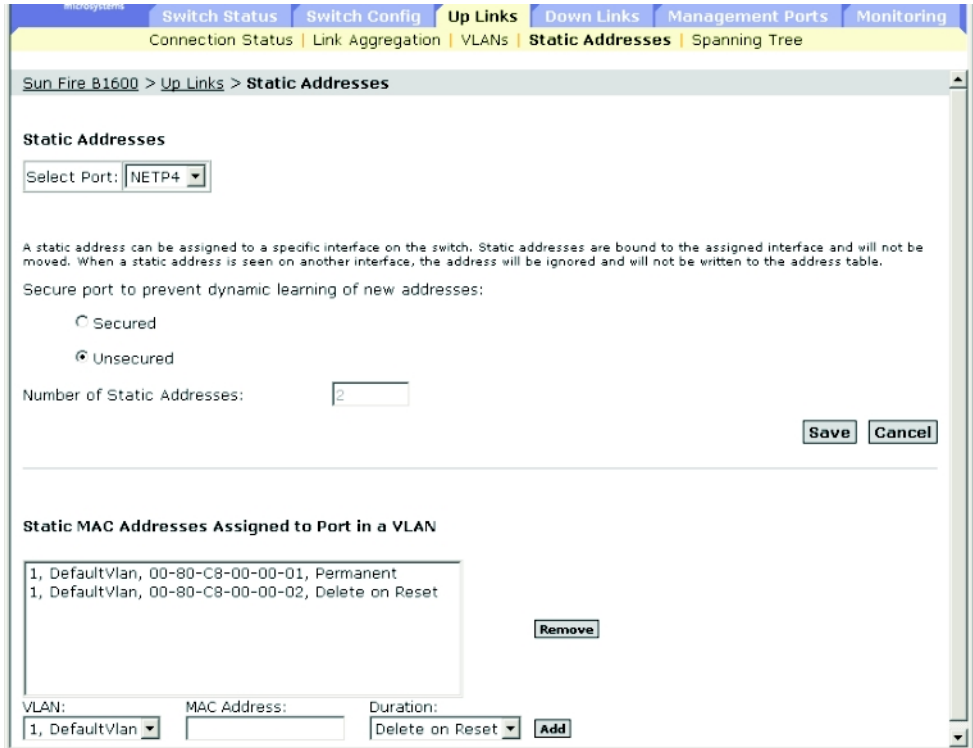 microsystems
Switch Status
Switch Config
Up Links
Down Links
Management Ports
Monitoring
Connection Status | Link Aggregation | VLANs | Static Addresses | Spanning Tree
Sun Fire B1600 > Up Links > Static Addresses
Static Addresses
Select Port: NETP4
A static address can be assigned to a specific interface on the switch. Static addresses are bound to the assigned interface and will not be
moved. When a static address is seen on another interface, the address will be ignored and will not be written to the address table.
Secure port to prevent dynamic learning of new addresses:
Secured
Unsecured
Number of Static Addresses: 2
Save Cancel
Static MAC Addresses Assigned to Port in a VLAN
1, DefaultVlan, 00-80-C8-00-00-01, Permanent
1, DefaultVlan, 00-80-C8-00-00-02, Delete on Reset
Remove
VLAN: MAC Address: Duration:
1, DefaultVlan Delete on Reset Add